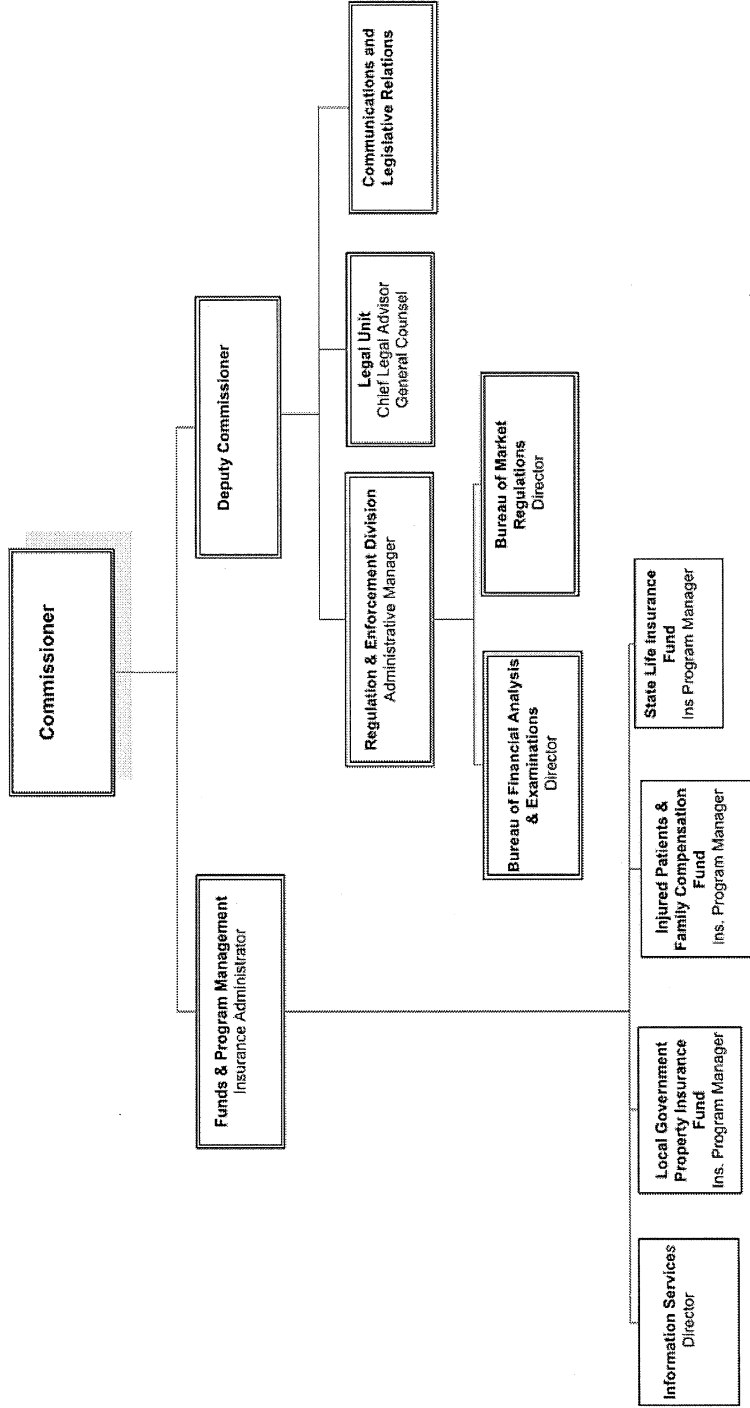 Commissioner
Funds & Program Management
Insurance Administrator
Deputy Commissioner
Regulation & Enforcement Division
Administrative Manager
Legal Unit
Chief Legal Advisor
General Counsel
Communications and
Legislative Relations
Bureau of Financial Analysis
& Examinations
Director
Bureau of Market
Regulations
Director
Information Services
Director
Local Government
Property Insurance
Fund
Ins. Program Manager
Injured Patients &
Family Compensation
Fund
Ins. Program Manager
State Life Insurance
Fund
Ins Program Manager